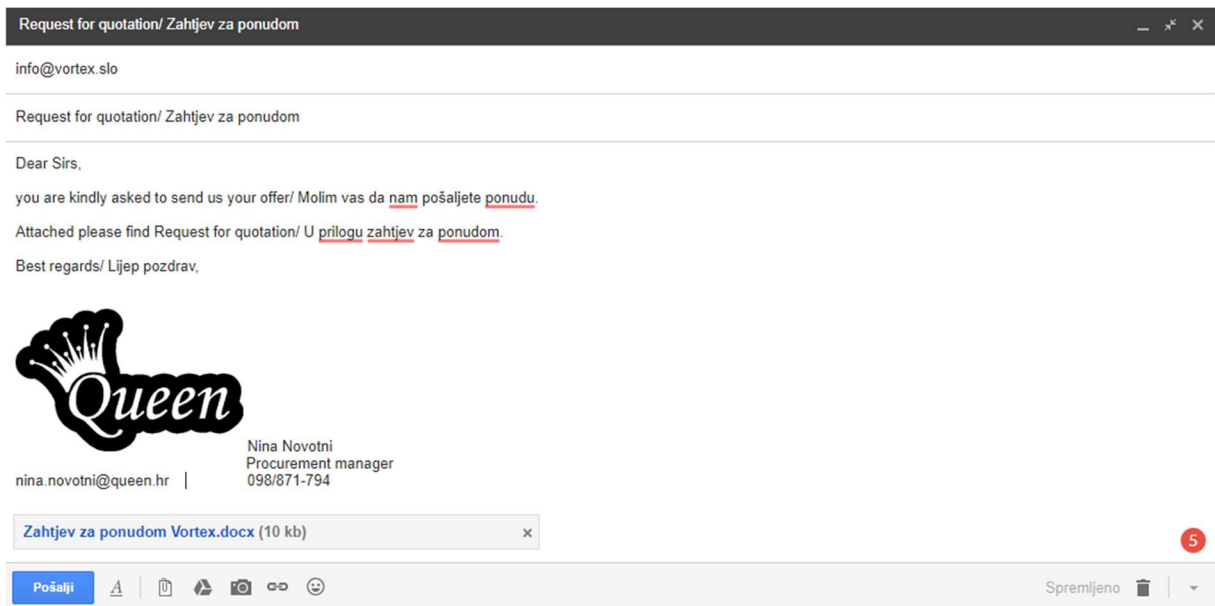 Request for quotation/ Zahtjev za ponudom
info@vortex.slo
Request for quotation/ Zahtjev za ponudom
Dear Sirs,
you are kindly asked to send us your offer/ Molim vas da nam pošaljete ponudu.
Attached please find Request for quotation/ U prilogu zahtjev za ponudom.
Best regards/ Lijep pozdrav,
Queen
Nina Novotni
Procurement manager
nina.novotni@queen.hr 098/871-794
Zahtjev za ponudom Vortex.docx (10 kb)
5
Pošalji A Spremljeno